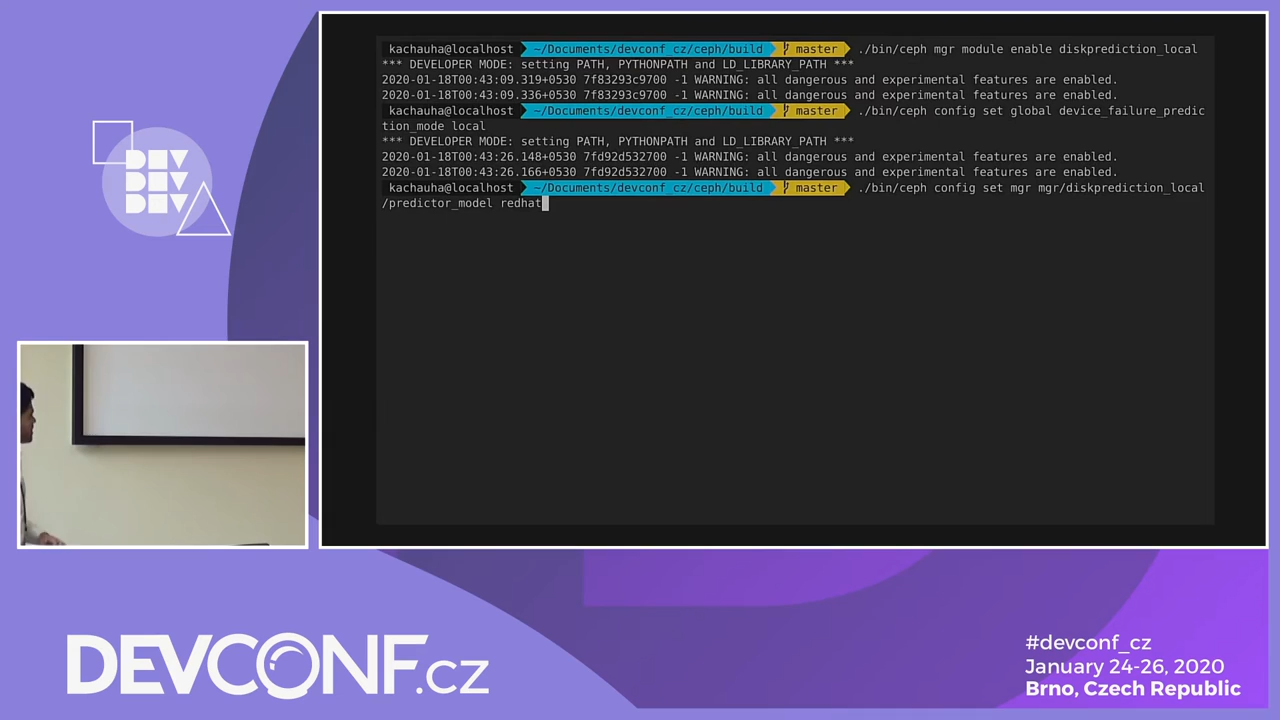 kachauha@localhost ~/Documents/devconf_cz/ceph/build master ./bin/ceph mgr module enable diskprediction_local
*** DEVELOPER MODE: setting PATH, PYTHONPATH and LD_LIBRARY_PATH ***
2020-01-18T00:43:09.319+0530 7f83293c9700 -1 WARNING: all dangerous and experimental features are enabled.
2020-01-18T00:43:09.336+0530 7f83293c9700 -1 WARNING: all dangerous and experimental features are enabled.
kachauha@localhost ~/Documents/devconf_cz/ceph/build master ./bin/ceph config set global device_failure_predic
tion_mode local
*** DEVELOPER MODE: setting PATH, PYTHONPATH and LD_LIBRARY_PATH ***
2020-01-18T00:43:26.148+0530 7fd92d532700 -1 WARNING: all dangerous and experimental features are enabled.
2020-01-18T00:43:26.166+0530 7fd92d532700 -1 WARNING: all dangerous and experimental features are enabled.
kachauha@localhost ~/Documents/devconf_cz/ceph/build master ./bin/ceph config set mgr mgr/diskprediction_local
/predictor_model redhat
DEV
DEV
DEV
DEVCONF.cz
#devconf_cz
January 24-26, 2020
Brno, Czech Republic